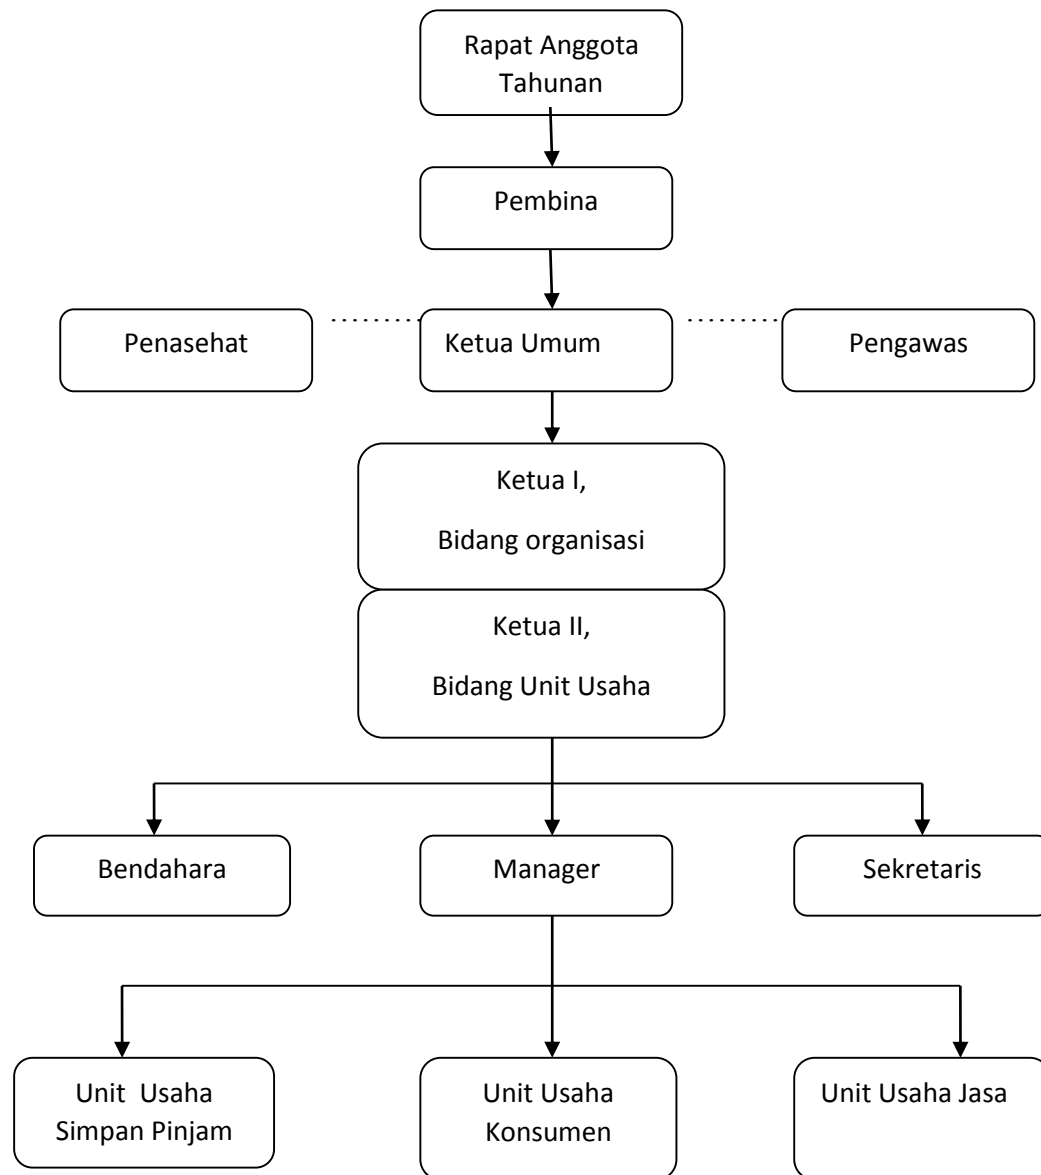 Rapat Anggota
Tahunan
Pembina
Penasehat
Ketua Umum
Pengawas
Ketua I,
Bidang organisasi
Ketua II,
Bidang Unit Usaha
Bendahara
Manager
Sekretaris
Unit Usaha
Simpan Pinjam
Unit Usaha
Konsumen
Unit Usaha Jasa